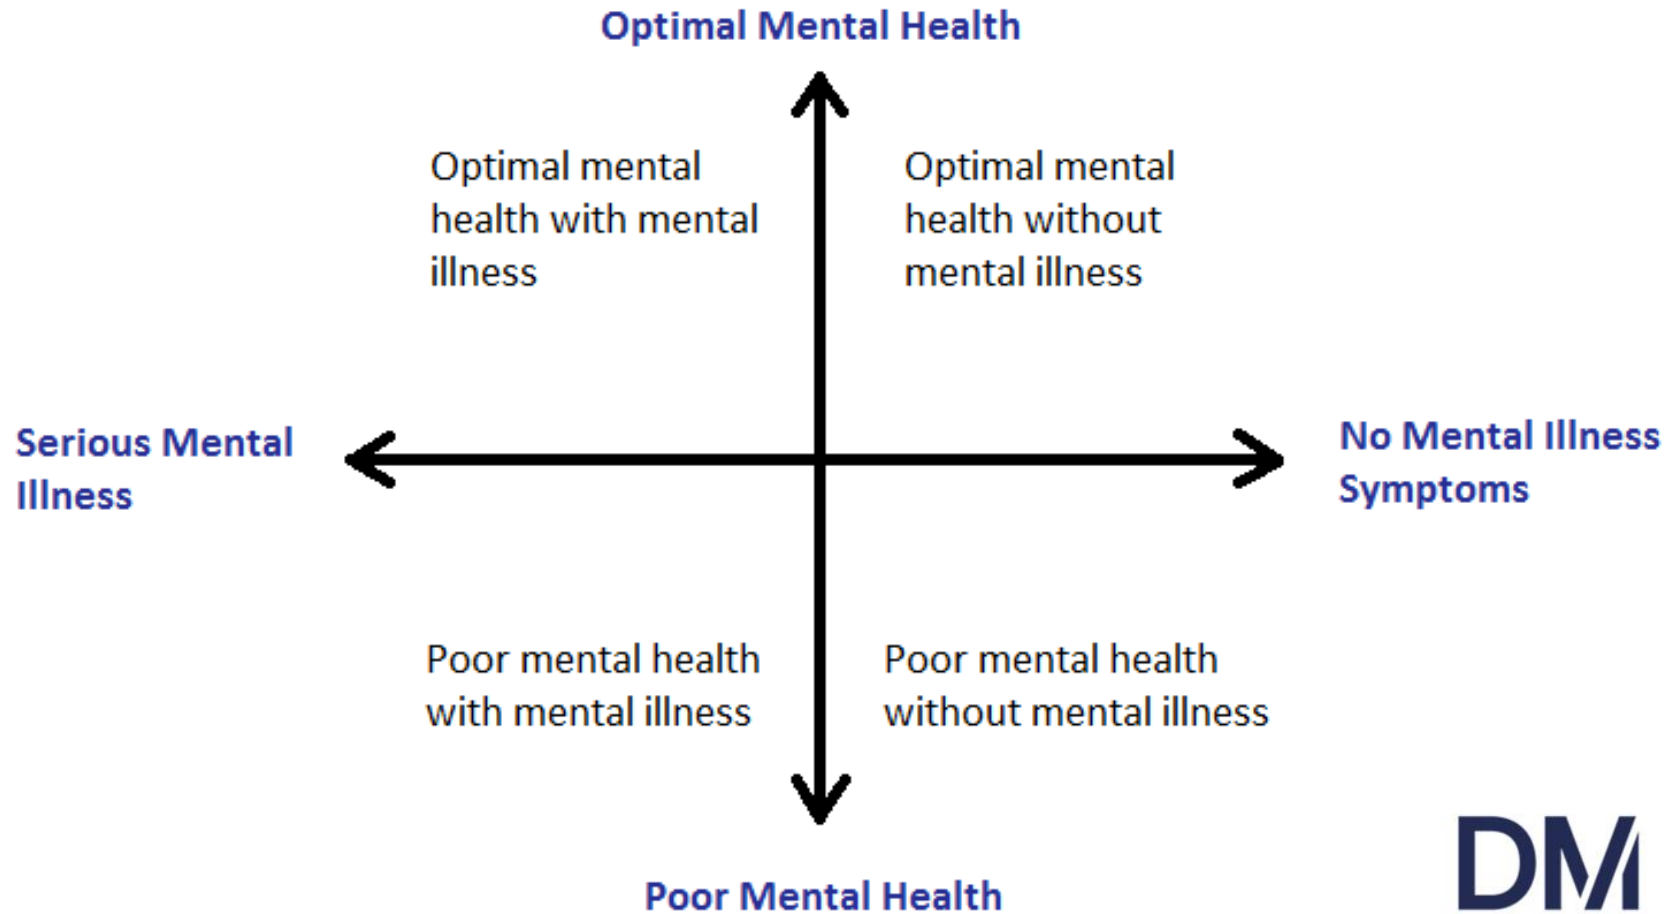 Optimal Mental Health
Optimal mental
health with mental
illness
Optimal mental
health without
mental illness
Serious Mental
Illness
No Mental Illness
Symptoms
Poor mental health
with mental illness
Poor mental health
without mental illness
Poor Mental Health
DM